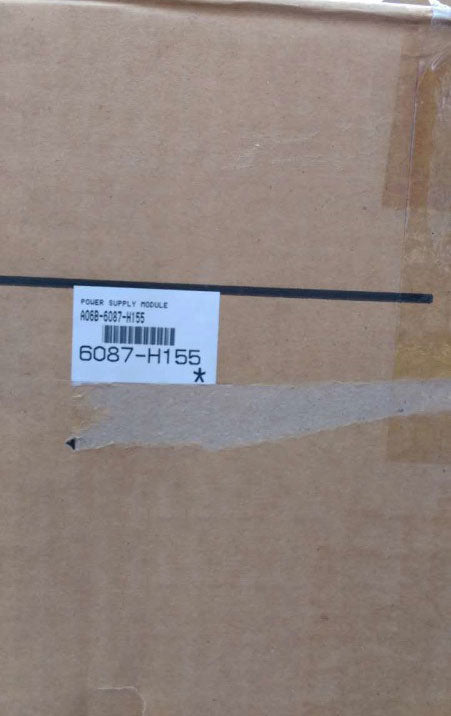 POWER SUPPLY MODULE
A06B-6087-H155
6087-H155
*